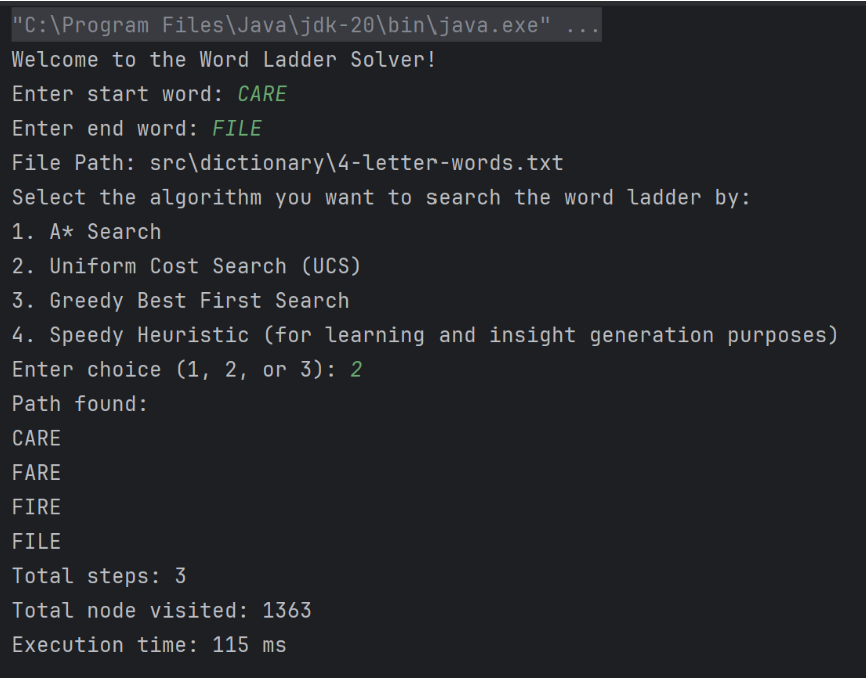 "C:\Program Files\Java\jdk-20\bin\java.exe" ...
Welcome to the Word Ladder Solver!
Enter start word: CARE
Enter end word: FILE
File Path: src\dictionary\4-letter-words.txt
Select the algorithm you want to search the word ladder by:
1. A* Search
2. Uniform Cost Search (UCS)
3. Greedy Best First Search
4. Speedy Heuristic (for learning and insight generation purposes)
Enter choice (1, 2, or 3): 2
Path found:
CARE
FARE
FIRE
FILE
Total steps: 3
Total node visited: 1363
Execution time: 115 ms